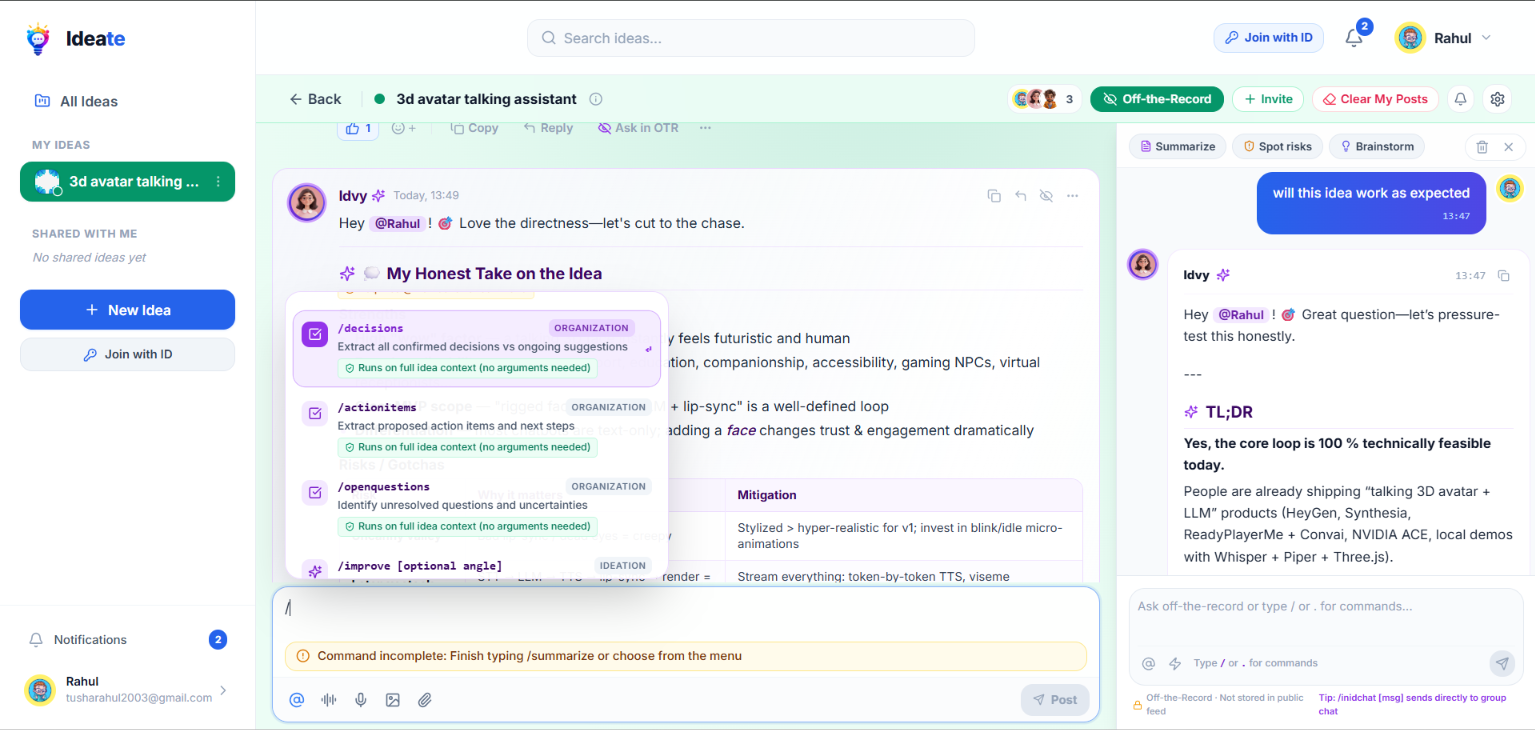 Ideate
Search ideas...
Join with ID
2
Rahul
All Ideas
MY IDEAS
3d avatar talking ...
SHARED WITH ME
No shared ideas yet
New Idea
Join with ID
Notifications
2
Rahul
tusharahul2003@gmail.com
Back
3d avatar talking assistant
3
Off-the-Record
Invite
Clear My Posts
1
Copy
Reply
Ask in OTR
Idvy
Today, 13:49
Hey @Rahul ! 🎯 Love the directness—let's cut to the chase.
My Honest Take on the Idea
y feels futuristic and human
tion, companionship, accessibility, gaming NPCs, virtual
scope — "rigged + lip-sync" is a well-defined loop
text-only; adding a face changes trust & engagement dramatically
Risks / Gotchas
Why it matters
Mitigation
Stylized > hyper-realistic for v1; invest in blink/idle micro-
animations
render =
Stream everything: token-by-token TTS, viseme
/decisions
ORGANIZATION
Extract all confirmed decisions vs ongoing suggestions
Runs on full idea context (no arguments needed)
/actionitems
ORGANIZATION
Extract proposed action items and next steps
Runs on full idea context (no arguments needed)
/openquestions
ORGANIZATION
Identify unresolved questions and uncertainties
Runs on full idea context (no arguments needed)
/improve [optional angle]
IDEATION
/
Command incomplete: Finish typing /summarize or choose from the menu
Post
Summarize
Spot risks
Brainstorm
will this idea work as expected
13:47
Idvy
13:47
Hey @Rahul ! 🎯 Great question—let's pressure-
test this honestly.
---
TL;DR
Yes, the core loop is 100 % technically feasible
today.
People are already shipping “talking 3D avatar +
LLM” products (HeyGen, Synthesia,
ReadyPlayerMe + Convai, NVIDIA ACE, local demos
with Whisper + Piper + Three.js).
Ask off-the-record or type / or . for commands...
Type / or . for commands
Off-the-Record · Not stored in public
feed
Tip: /inidchat [msg] sends directly to group
chat